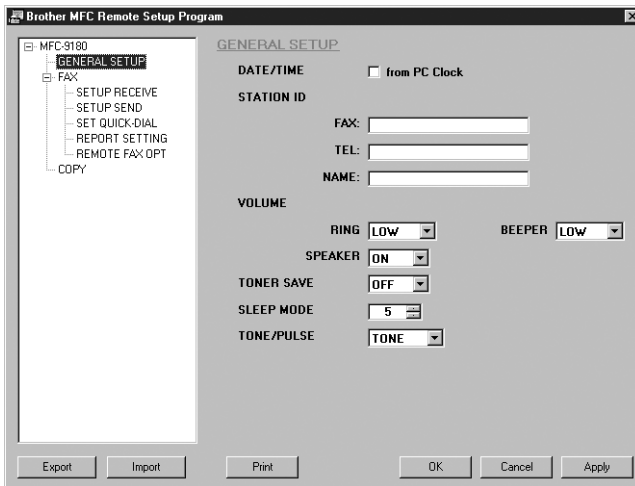 Brother MFC Remote Setup Program
MFC-9180
GENERAL SETUP
FAX
SETUP RECEIVE
SETUP SEND
SET QUICK-DIAL
REPORT SETTING
REMOTE FAX OPT
COPY
GENERAL SETUP
DATE/TIME from PC Clock
STATION ID
FAX:
TEL:
NAME:
VOLUME
RING LOW BEEPER LOW
SPEAKER ON
TONER SAVE OFF
SLEEP MODE 5
TONE/PULSE TONE
Export Import Print OK Cancel Apply